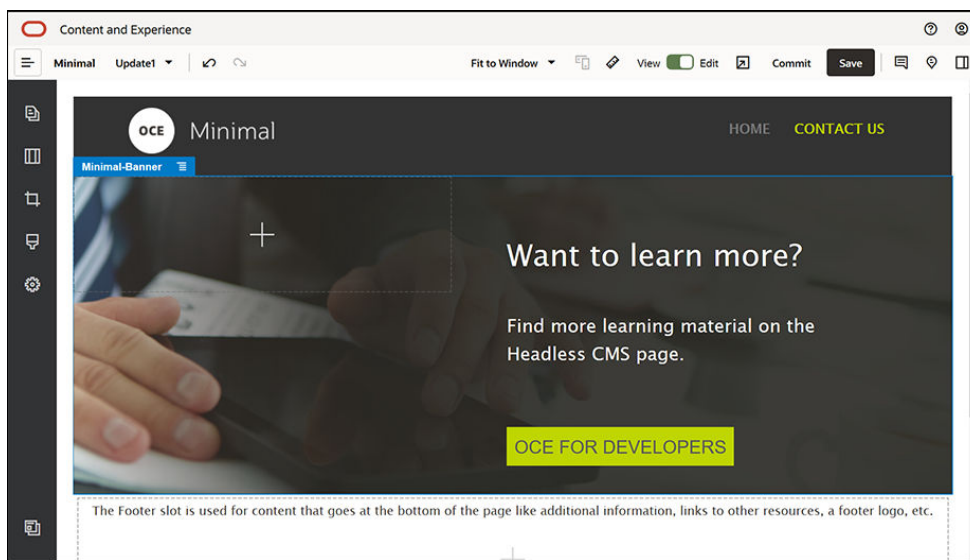 Content and Experience
Minimal Update1 Fit to Window View Edit Commit Save
OCE Minimal HOME CONTACT US
Minimal-Banner
Want to learn more?
Find more learning material on the
Headless CMS page.
OCE FOR DEVELOPERS
The Footer slot is used for content that goes at the bottom of the page like additional information, links to other resources, a footer logo, etc.